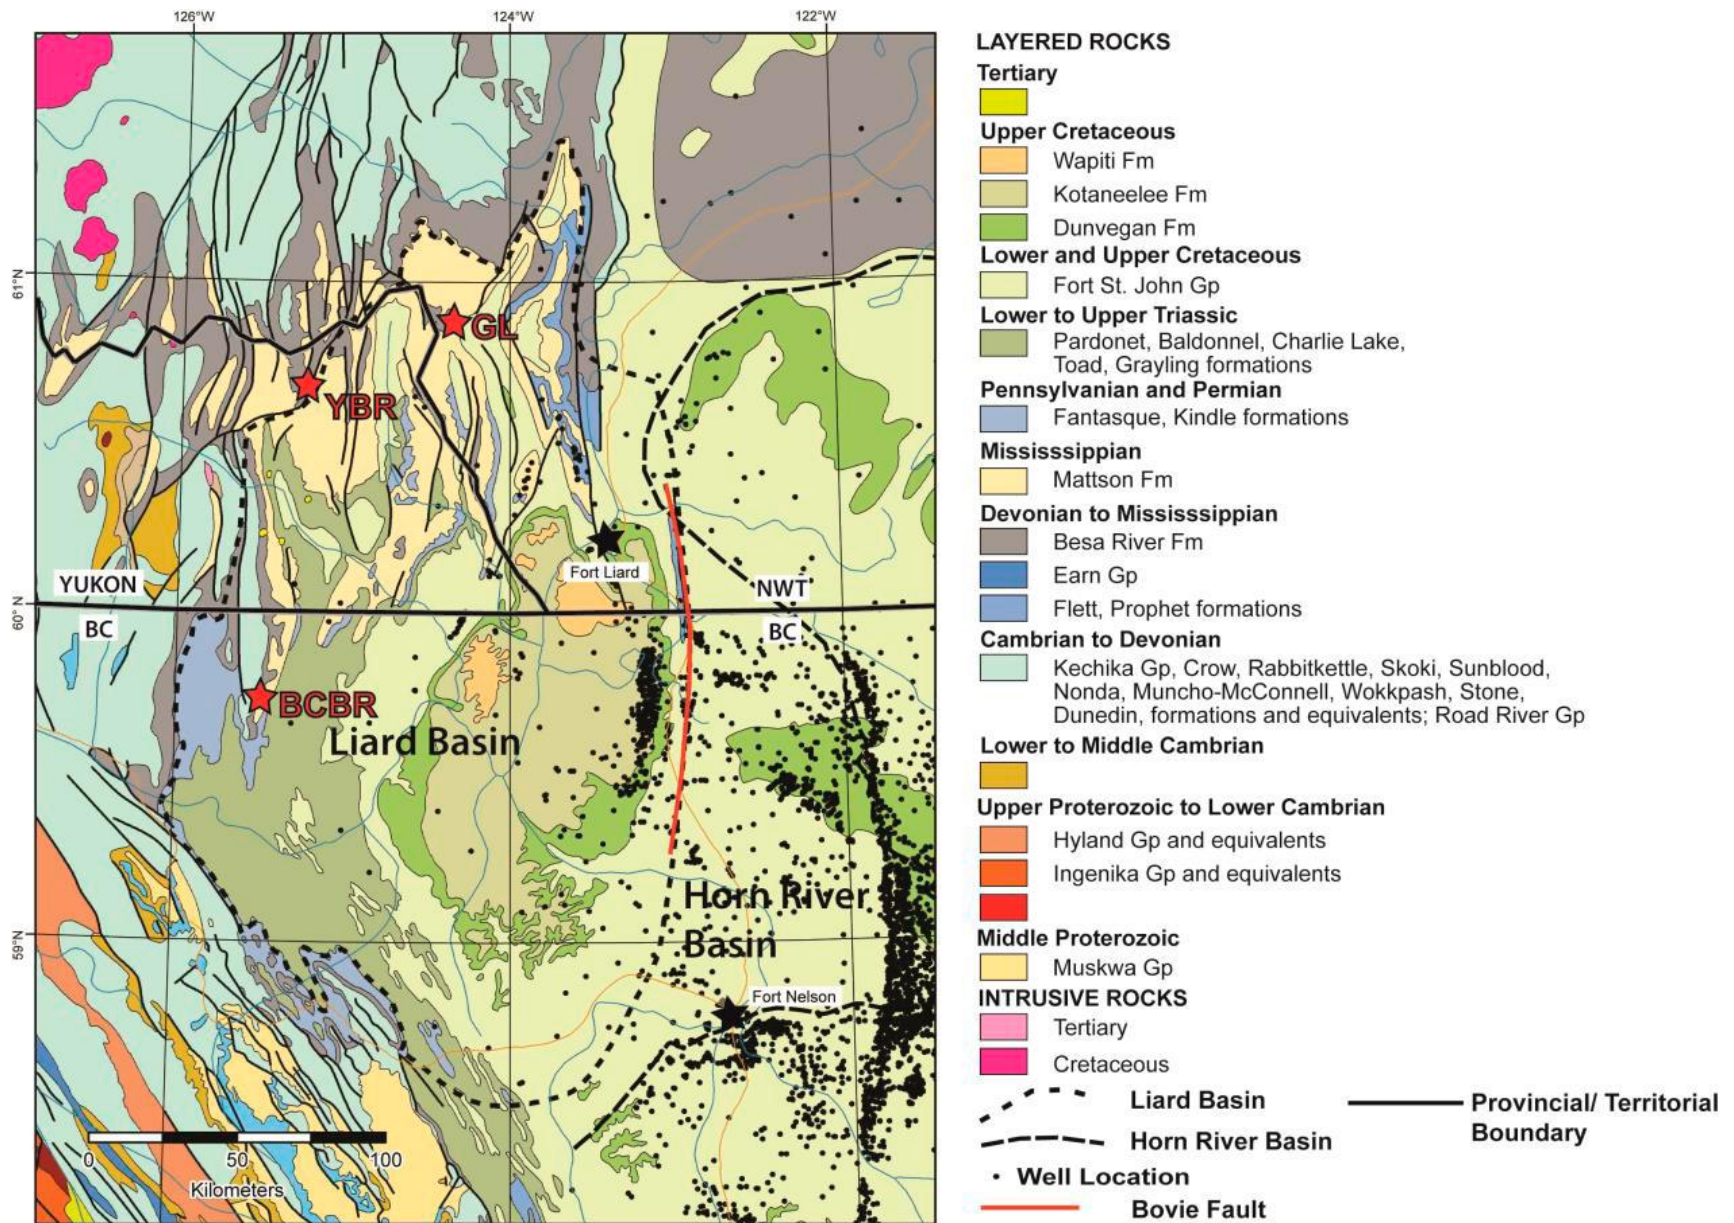 126°W
124°W
122°W
61°N
60°N
59°N
GL
YBR
Fort Liard
YUKON
NWT
BC
BC
BCBR
Liard Basin
Horn River
Basin
Fort Nelson
0
50
100
Kilometers
LAYERED ROCKS
Tertiary
Upper Cretaceous
Wapiti Fm
Kotaneelee Fm
Dunvegan Fm
Lower and Upper Cretaceous
Fort St. John Gp
Lower to Upper Triassic
Pardonet, Baldonnel, Charlie Lake,
Toad, Grayling formations
Pennsylvanian and Permian
Fantasque, Kindle formations
Mississsippian
Mattson Fm
Devonian to Mississsippian
Besa River Fm
Earn Gp
Flett, Prophet formations
Cambrian to Devonian
Kechika Gp, Crow, Rabbitkettle, Skoki, Sunblood,
Nonda, Muncho-McConnell, Wokkpash, Stone,
Dunedin, formations and equivalents; Road River Gp
Lower to Middle Cambrian
Upper Proterozoic to Lower Cambrian
Hyland Gp and equivalents
Ingenika Gp and equivalents
Middle Proterozoic
Muskwa Gp
INTRUSIVE ROCKS
Tertiary
Cretaceous
Liard Basin
Horn River Basin
Well Location
Bovie Fault
Provincial/ Territorial
Boundary